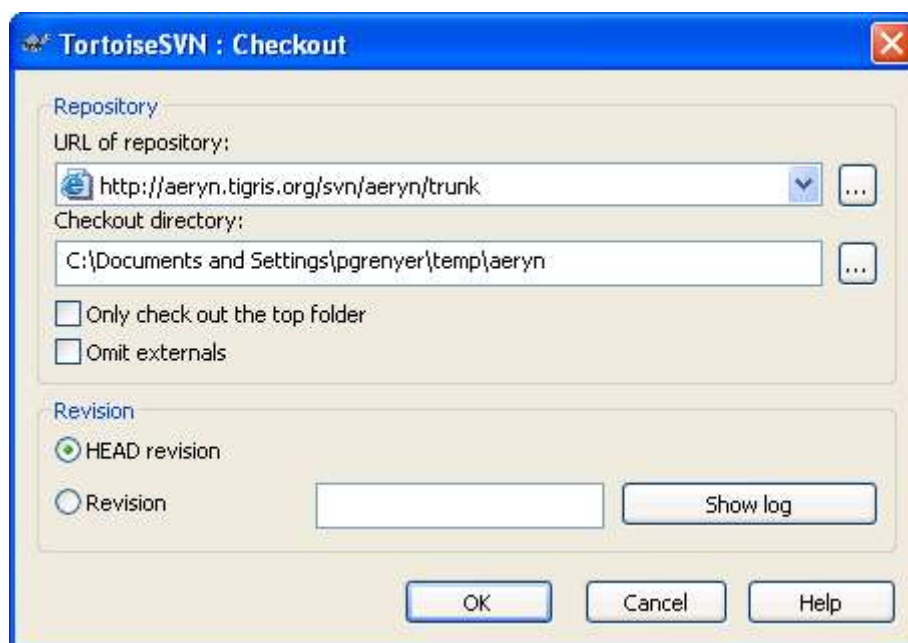 TortoiseSVN : Checkout
Repository
URL of repository:
http://aeryn.tigris.org/svn/aeryn/trunk
...
Checkout directory:
C:\Documents and Settings\pgrenyer\temp\aeryn
...
Only check out the top folder
Omit externals
Revision
HEAD revision
Revision
Show log
OK Cancel Help